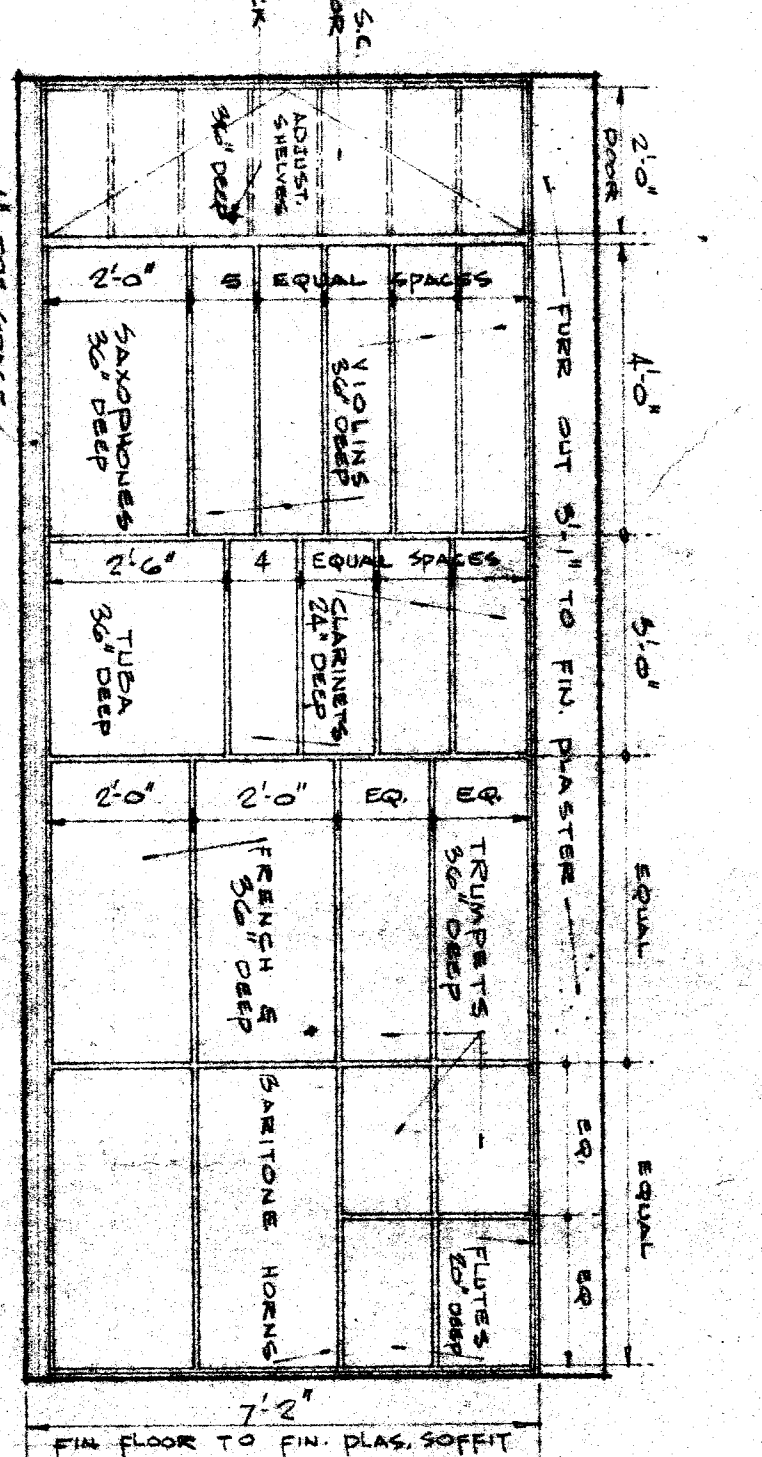 S.C.
2'-0"
DOOR
4'-0"
3'-0"
EQUAL
EQUAL
EQ.
EQ
FURR OUT 3'-1" TO FIN. PLASTER
ADJUST.
SHELVES
36" DEEP
2'-0"
5 EQUAL SPACES
VIOLINS
36" DEEP
SAXOPHONES
36" DEEP
2'-6"
4 EQUAL SPACES
CLARINETS
24" DEEP
TUBA
36" DEEP
2'-0"
2'-0"
EQ.
EQ.
TRUMPETS
36" DEEP
FRENCH & BARITONE HORNS
36" DEEP
FLUTES
DEEP
7'-2"
FIN FLOOR TO FIN. PLAS. SOFFIT